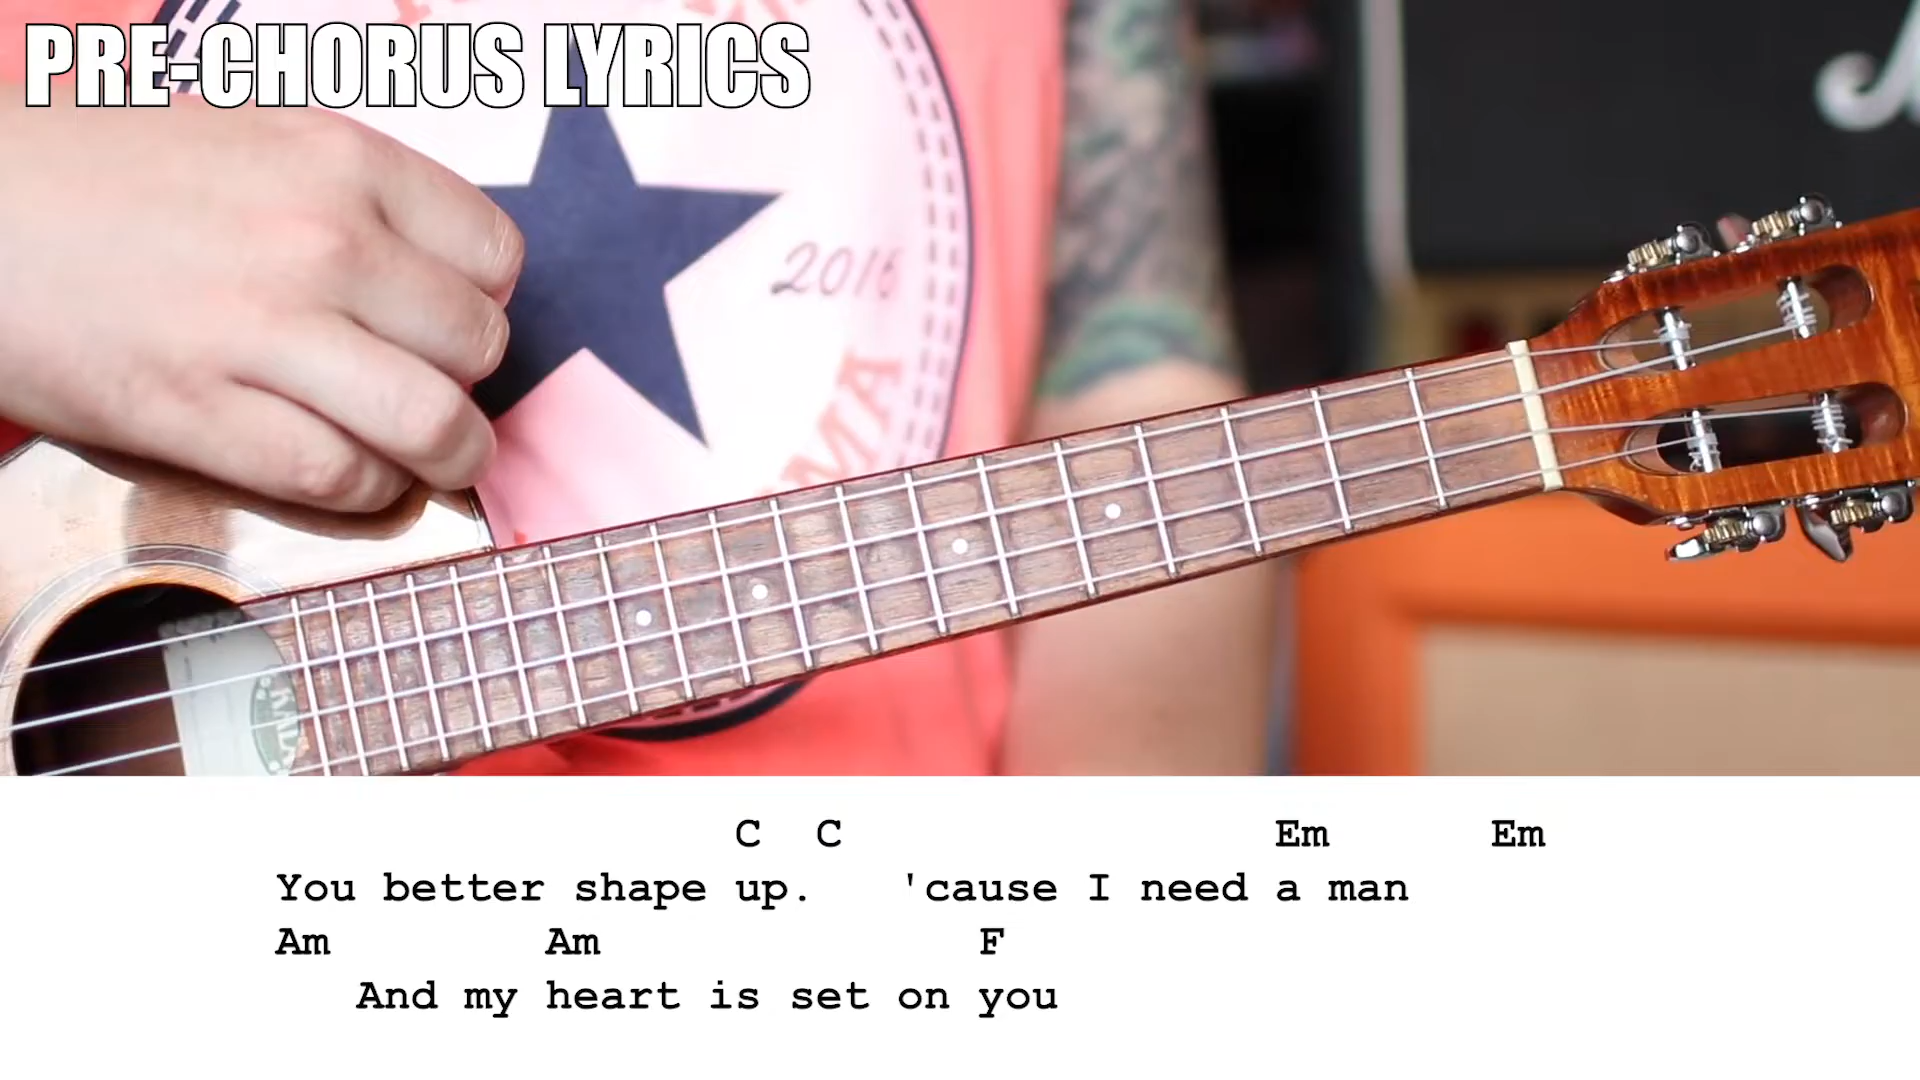 PRE-CHORUS LYRICS
2016
MA
C C Em Em
You better shape up. 'cause I need a man
Am Am F
And my heart is set on you